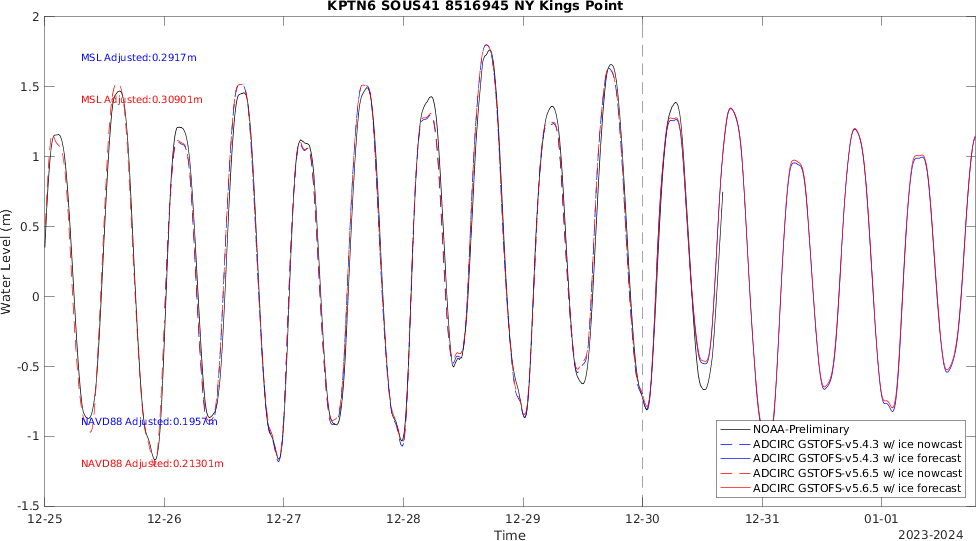 KPTN6 SOUS41 8516945 NY Kings Point
2
1.5
1
0.5
0
-0.5
-1
-1.5
Water Level (m)
MSL Adjusted:0.2917m
MSL Adjusted:0.30901m
NAVD88 Adjusted:0.1957m
NAVD88 Adjusted:0.21301m
NOAA-Preliminary
ADCIRC GSTOFS-v5.4.3 w/ ice nowcast
ADCIRC GSTOFS-v5.4.3 w/ ice forecast
ADCIRC GSTOFS-v5.6.5 w/ ice nowcast
ADCIRC GSTOFS-v5.6.5 w/ ice forecast
12-25 12-26 12-27 12-28 12-29 12-30 12-31 01-01
Time
2023-2024